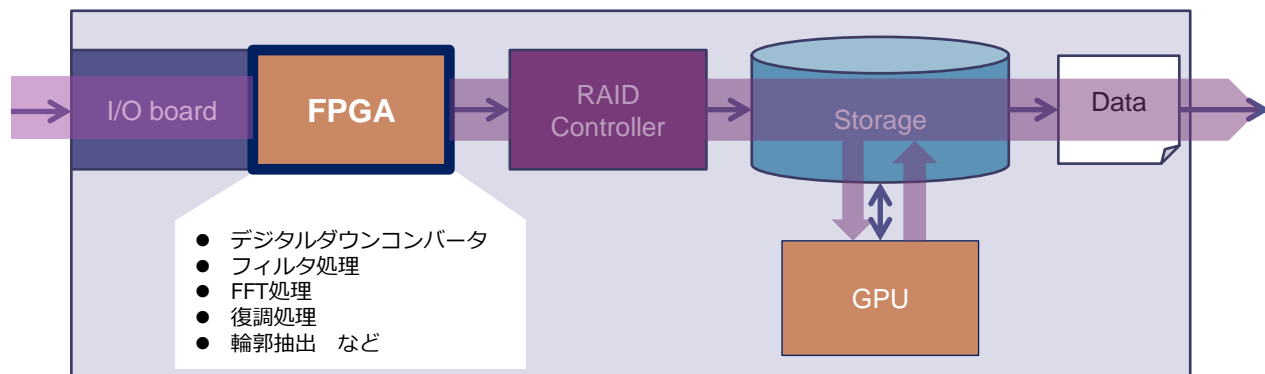 I/O board
FPGA
RAID
Controller
Storage
Data
● デジタルダウンコンバータ
● フィルタ処理
● FFT処理
● 復調処理
● 輪郭抽出　など
GPU